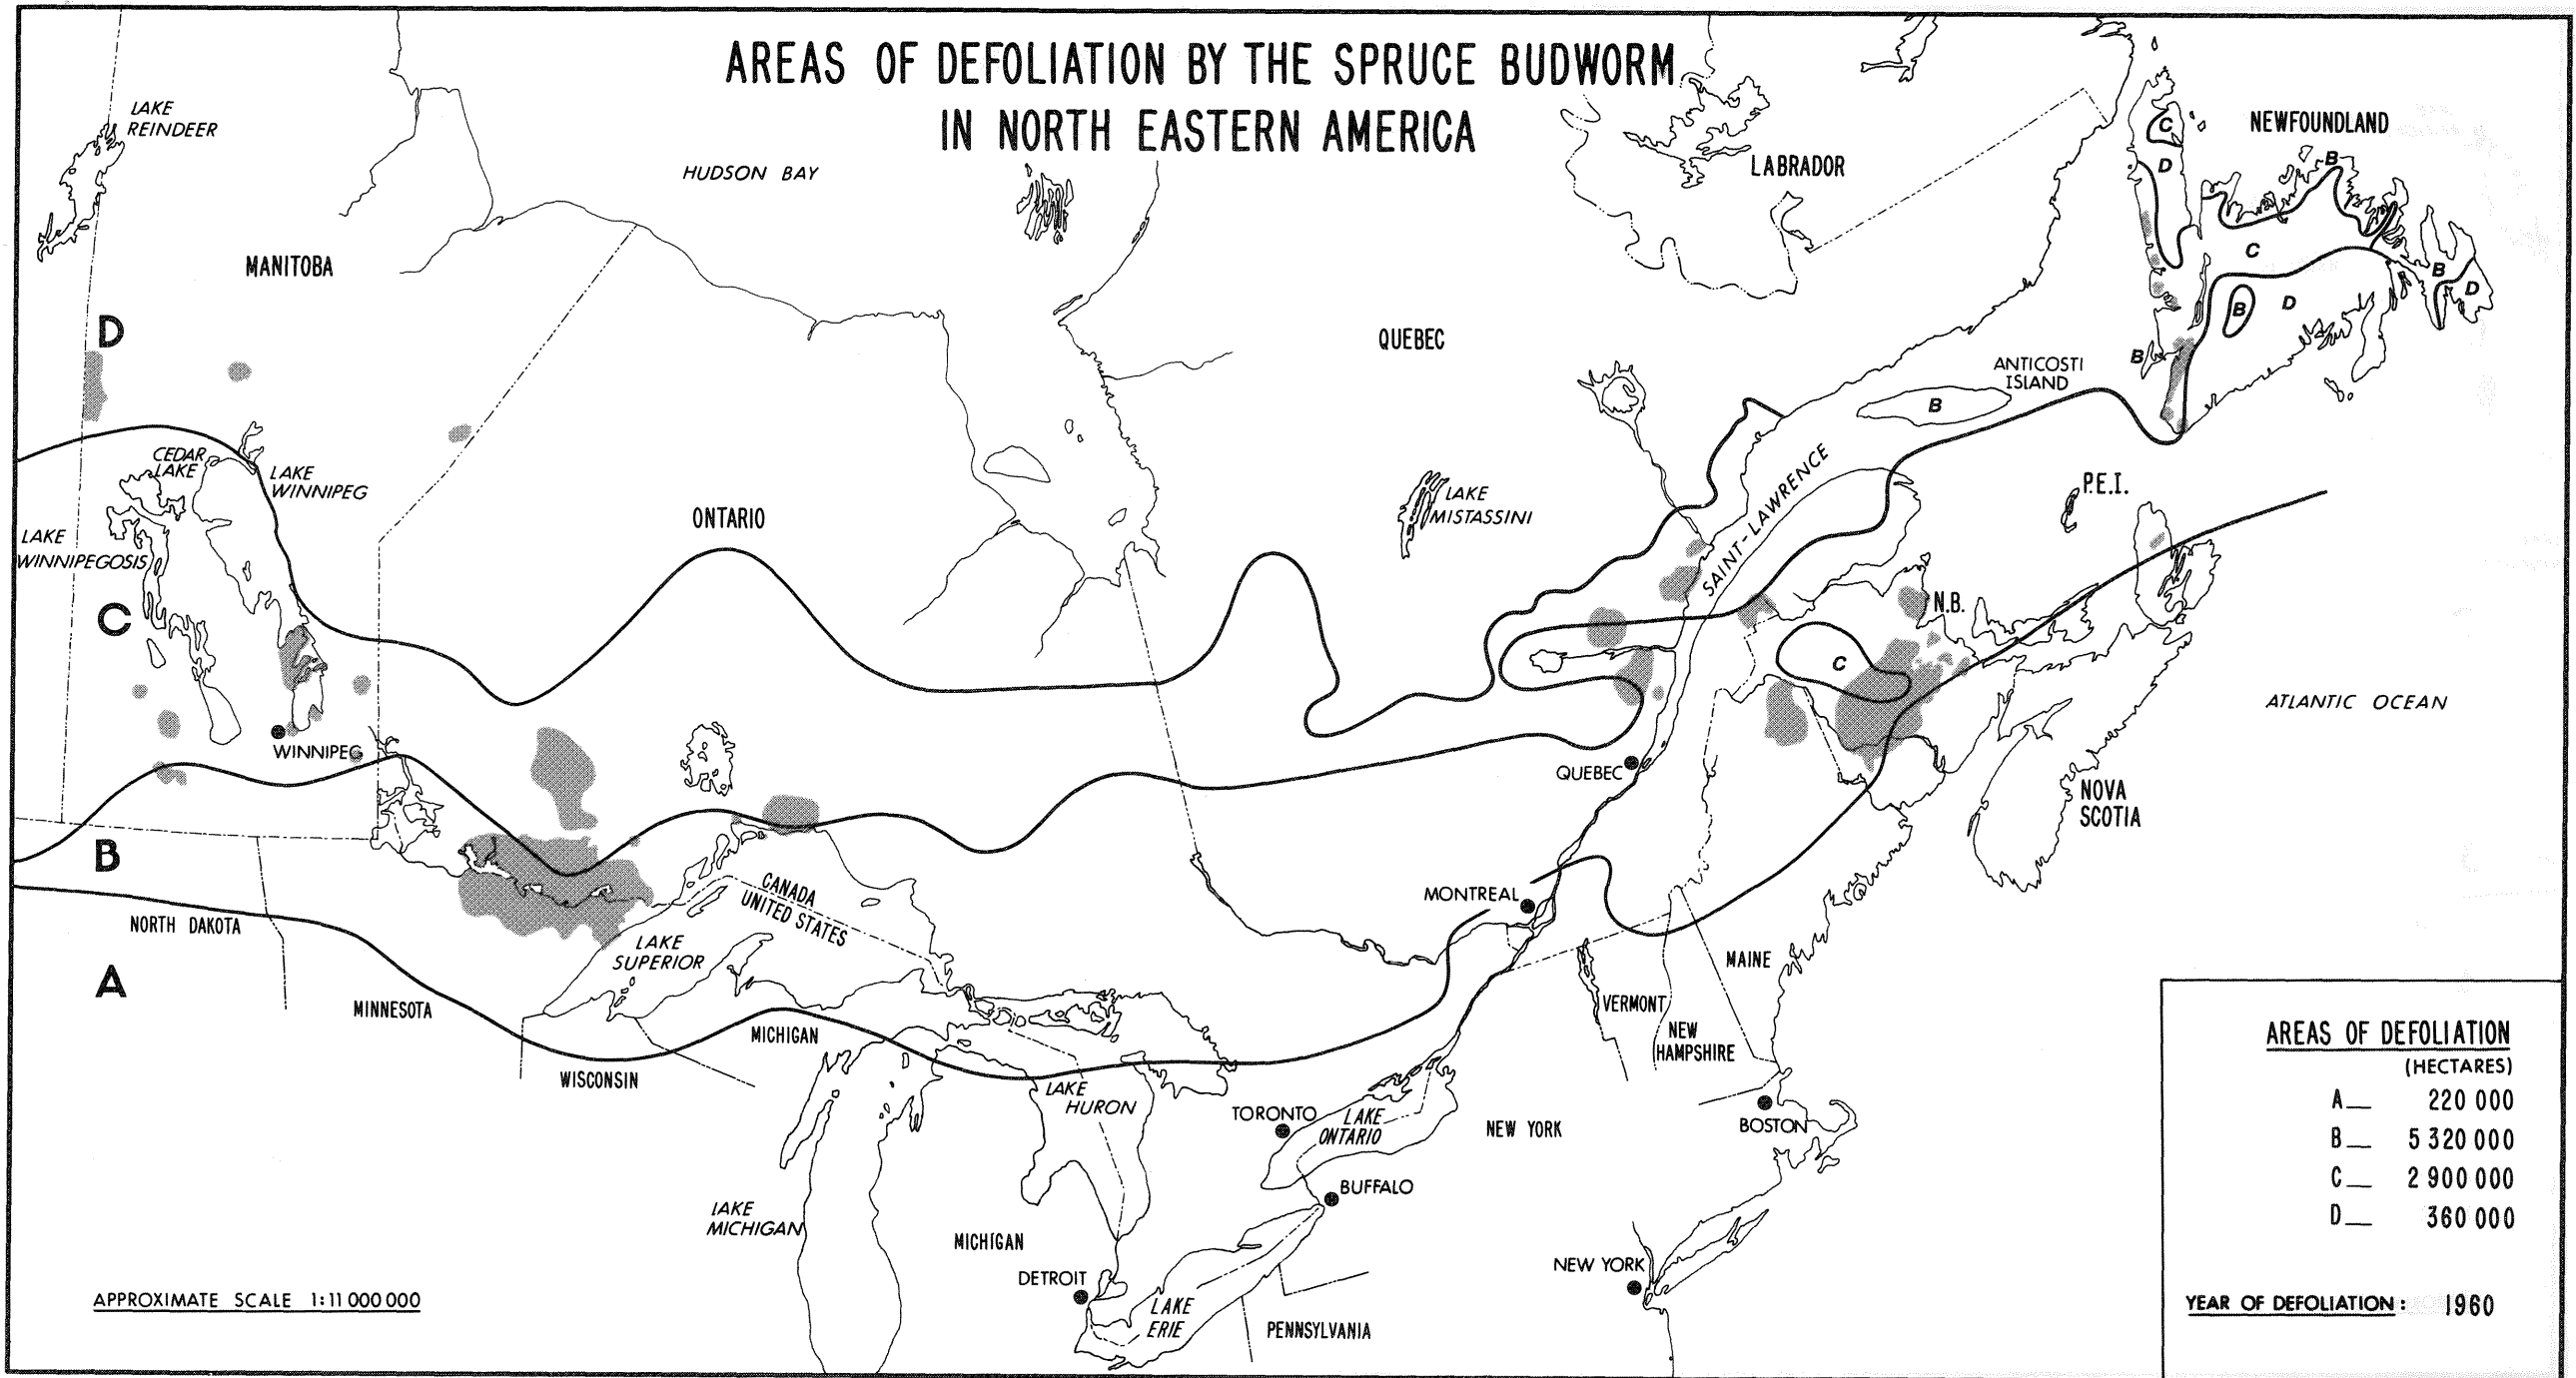 AREAS OF DEFOLIATION BY THE SPRUCE BUDWORM
IN NORTH EASTERN AMERICA
LAKE
REINDEER
HUDSON BAY
MANITOBA
LABRADOR
NEWFOUNDLAND
C
D
B
C
B
D
B
D
B
D
QUEBEC
ANTICOSTI
ISLAND
B
CEDAR
LAKE
LAKE
WINNIPEG
ONTARIO
LAKE
MISTASSINI
SAINT-LAWRENCE
P.E.I.
LAKE
WINNIPEGOSIS
C
N.B.
C
WINNIPEG
QUEBEC
ATLANTIC OCEAN
NOVA
SCOTIA
B
CANADA
UNITED STATES
MONTREAL
NORTH DAKOTA
LAKE
SUPERIOR
A
MINNESOTA
MICHIGAN
WISCONSIN
MAINE
VERMONT
NEW
HAMPSHIRE
LAKE
HURON
TORONTO
LAKE
ONTARIO
NEW YORK
BOSTON
BUFFALO
LAKE
MICHIGAN
MICHIGAN
DETROIT
LAKE
ERIE
PENNSYLVANIA
NEW YORK
APPROXIMATE SCALE 1:11 000 000
AREAS OF DEFOLIATION
(HECTARES)
A__ 220 000
B__ 5 320 000
C__ 2 900 000
D__ 360 000
YEAR OF DEFOLIATION: 1960